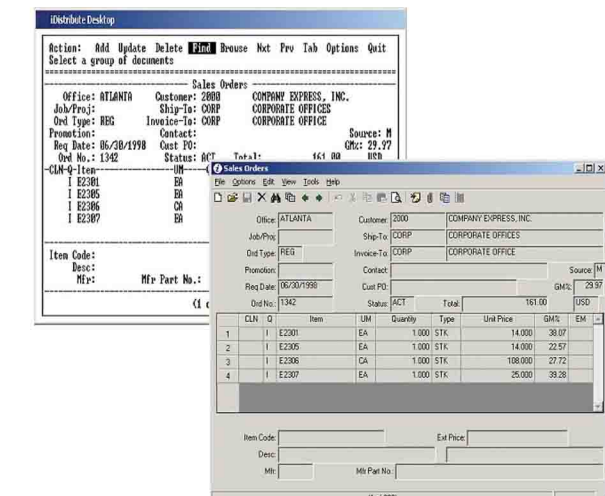 iDistribute Desktop
Action: Add Update Delete Find Browse Nxt Prv Tab Options Quit
Select a group of documents
Sales Orders
Office: ATLANTA Customer: 2000 COMPANY EXPRESS, INC.
Job/Proj: Ship-To: CORP CORPORATE OFFICES
Ord Type: REG Invoice-To: CORP CORPORATE OFFICE
Promotion: Contact: Source: M
Req Date: 06/30/1998 Cust PO: GM%: 29.97
Ord No.: 1342 Status: ACT Total: 161.00 USD
CLN-Q-Item UM
I E2301 EA
I E2305 EA
I E2306 CA
I E2307 EA
Item Code:
Desc:
Mfr: Mfr Part No.:
(1 o
Sales Orders
File Options Edit View Tools Help
Office: ATLANTA Customer: 2000 COMPANY EXPRESS, INC.
Job/Proj: Ship-To: CORP CORPORATE OFFICES
Ord Type: REG Invoice-To: CORP CORPORATE OFFICE
Promotion: Contact: Source: M
Req Date: 06/30/1998 Cust PO: GM%: 29.97
Ord No.: 1342 Status: ACT Total: 161.00 USD
CLN Q Item UM Quantity Type Unit Price GM% EM
1 I E2301 EA 1.000 STK 14.000 38.07
2 I E2305 EA 1.000 STK 14.000 22.57
3 I E2306 CA 1.000 STK 108.000 27.72
4 I E2307 EA 1.000 STK 25.000 39.28
Item Code: Ext Price:
Desc:
Mfr: Mfr Part No.: